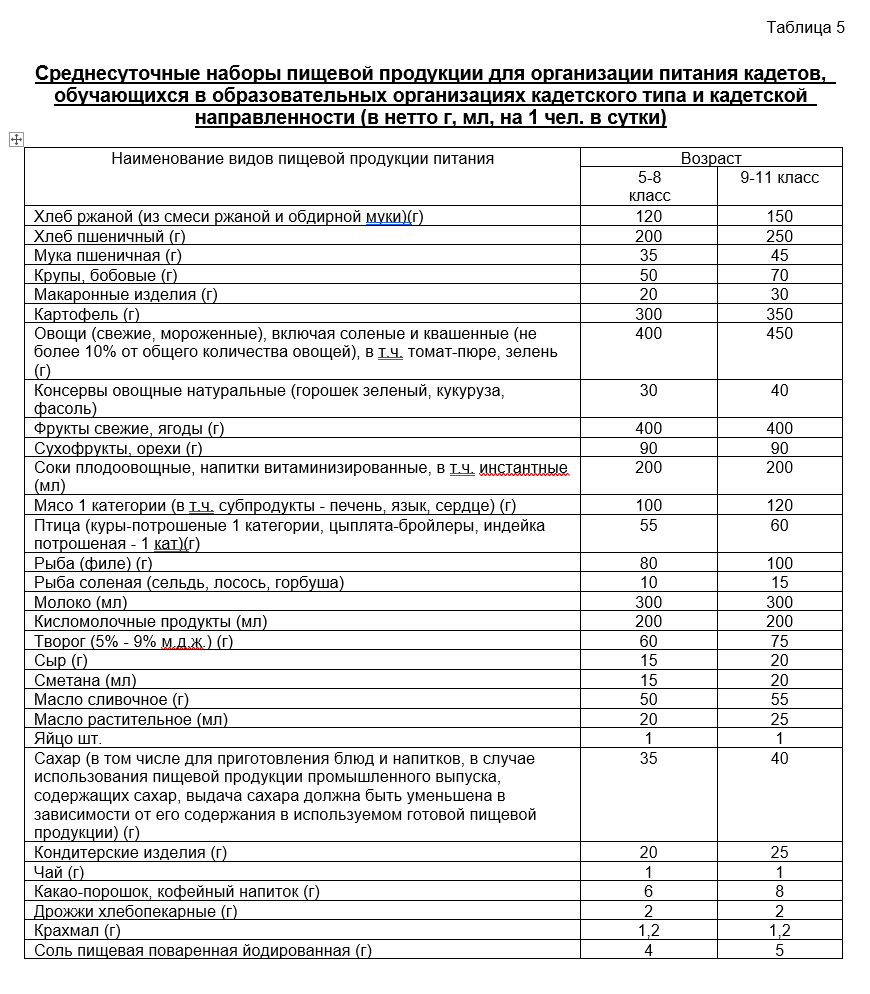 Таблица 5
Среднесуточные наборы пищевой продукции для организации питания кадетов,
обучающихся в образовательных организациях кадетского типа и кадетской
направленности (в нетто г, мл, на 1 чел. в сутки)
Наименование видов пищевой продукции питания Возраст
5-8 9-11 класс
класс
Хлеб ржаной (из смеси ржаной и обдирной муки)(г) 120 150
Хлеб пшеничный (г) 200 250
Мука пшеничная (г) 35 45
Крупы, бобовые (г) 50 70
Макаронные изделия (г) 20 30
Картофель (г) 300 350
Овощи (свежие, мороженные), включая соленые и квашенные (не 400 450
более 10% от общего количества овощей), в т.ч. томат-пюре, зелень
(г)
Консервы овощные натуральные (горошек зеленый, кукуруза, 30 40
фасоль)
Фрукты свежие, ягоды (г) 400 400
Сухофрукты, орехи (г) 90 90
Соки плодоовощные, напитки витаминизированные, в т.ч. инстантные 200 200
(мл)
Мясо 1 категории (в т.ч. субпродукты - печень, язык, сердце) (г) 100 120
Птица (куры-потрошеные 1 категории, цыплята-бройлеры, индейка 55 60
потрошеная - 1 кат)(г)
Рыба (филе) (г) 80 100
Рыба соленая (сельдь, лосось, горбуша) 10 15
Молоко (мл) 300 300
Кисломолочные продукты (мл) 200 200
Творог (5% - 9% м.д.ж.) (г) 60 75
Сыр (г) 15 20
Сметана (мл) 15 20
Масло сливочное (г) 50 55
Масло растительное (мл) 20 25
Яйцо шт. 1 1
Сахар (в том числе для приготовления блюд и напитков, в случае 35 40
использования пищевой продукции промышленного выпуска,
содержащих сахар, выдача сахара должна быть уменьшена в
зависимости от его содержания в используемом готовой пищевой
продукции) (г)
Кондитерские изделия (г) 20 25
Чай (г) 1 1
Какао-порошок, кофейный напиток (г) 6 8
Дрожжи хлебопекарные (г) 2 2
Крахмал (г) 1,2 1,2
Соль пищевая поваренная йодированная (г) 4 5